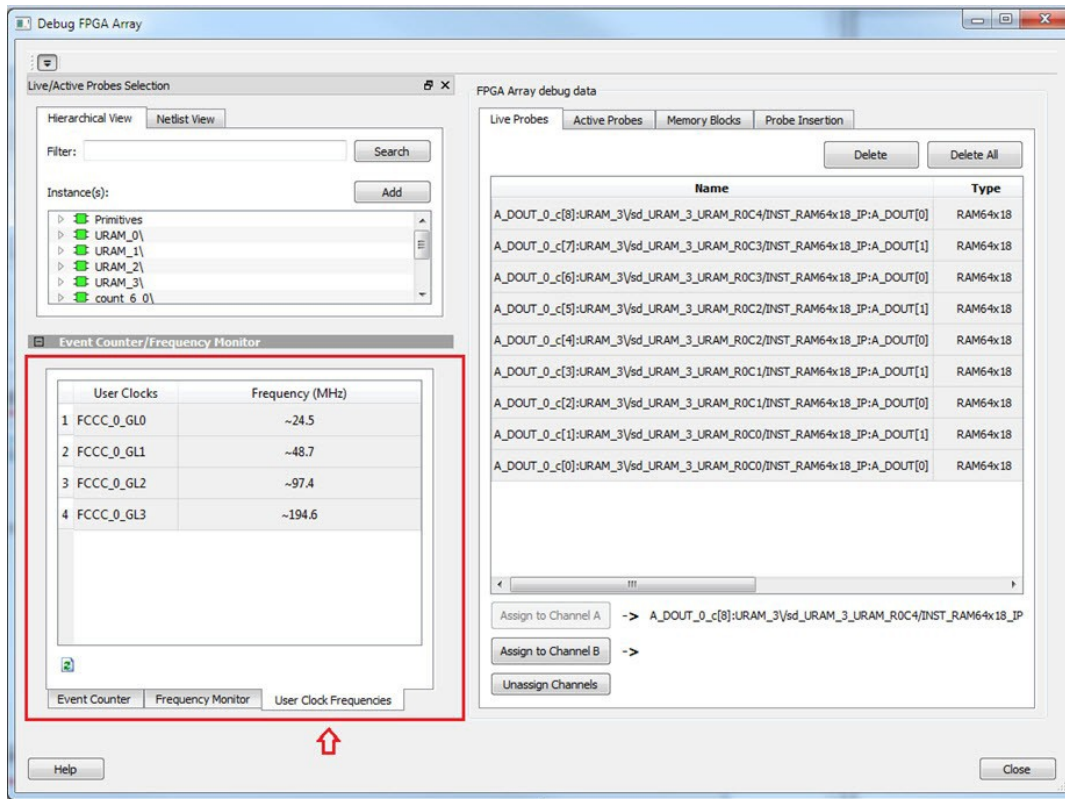 Debug FPGA Array
Live/Active Probes Selection
Hierarchical View Netlist View
Filter: Search
Instance(s): Add
Primitives
URAM_0\
URAM_1\
URAM_2\
URAM_3\
count_6_0\
Event Counter/Frequency Monitor
User Clocks Frequency (MHz)
1 FCCC_0_GL0 ~24.5
2 FCCC_0_GL1 ~48.7
3 FCCC_0_GL2 ~97.4
4 FCCC_0_GL3 ~194.6
Event Counter Frequency Monitor User Clock Frequencies
FPGA Array debug data
Live Probes Active Probes Memory Blocks Probe Insertion
Delete Delete All
Name Type
A_DOUT_0_c[8]:URAM_3\/sd_URAM_3_URAM_R0C4/INST_RAM64x18_IP:A_DOUT[0] RAM64x18
A_DOUT_0_c[7]:URAM_3\/sd_URAM_3_URAM_R0C3/INST_RAM64x18_IP:A_DOUT[1] RAM64x18
A_DOUT_0_c[6]:URAM_3\/sd_URAM_3_URAM_R0C3/INST_RAM64x18_IP:A_DOUT[0] RAM64x18
A_DOUT_0_c[5]:URAM_3\/sd_URAM_3_URAM_R0C2/INST_RAM64x18_IP:A_DOUT[1] RAM64x18
A_DOUT_0_c[4]:URAM_3\/sd_URAM_3_URAM_R0C2/INST_RAM64x18_IP:A_DOUT[0] RAM64x18
A_DOUT_0_c[3]:URAM_3\/sd_URAM_3_URAM_R0C1/INST_RAM64x18_IP:A_DOUT[1] RAM64x18
A_DOUT_0_c[2]:URAM_3\/sd_URAM_3_URAM_R0C1/INST_RAM64x18_IP:A_DOUT[0] RAM64x18
A_DOUT_0_c[1]:URAM_3\/sd_URAM_3_URAM_R0C0/INST_RAM64x18_IP:A_DOUT[1] RAM64x18
A_DOUT_0_c[0]:URAM_3\/sd_URAM_3_URAM_R0C0/INST_RAM64x18_IP:A_DOUT[0] RAM64x18
Assign to Channel A -> A_DOUT_0_c[8]:URAM_3\/sd_URAM_3_URAM_R0C4/INST_RAM64x18_IP
Assign to Channel B ->
Unassign Channels
Help Close